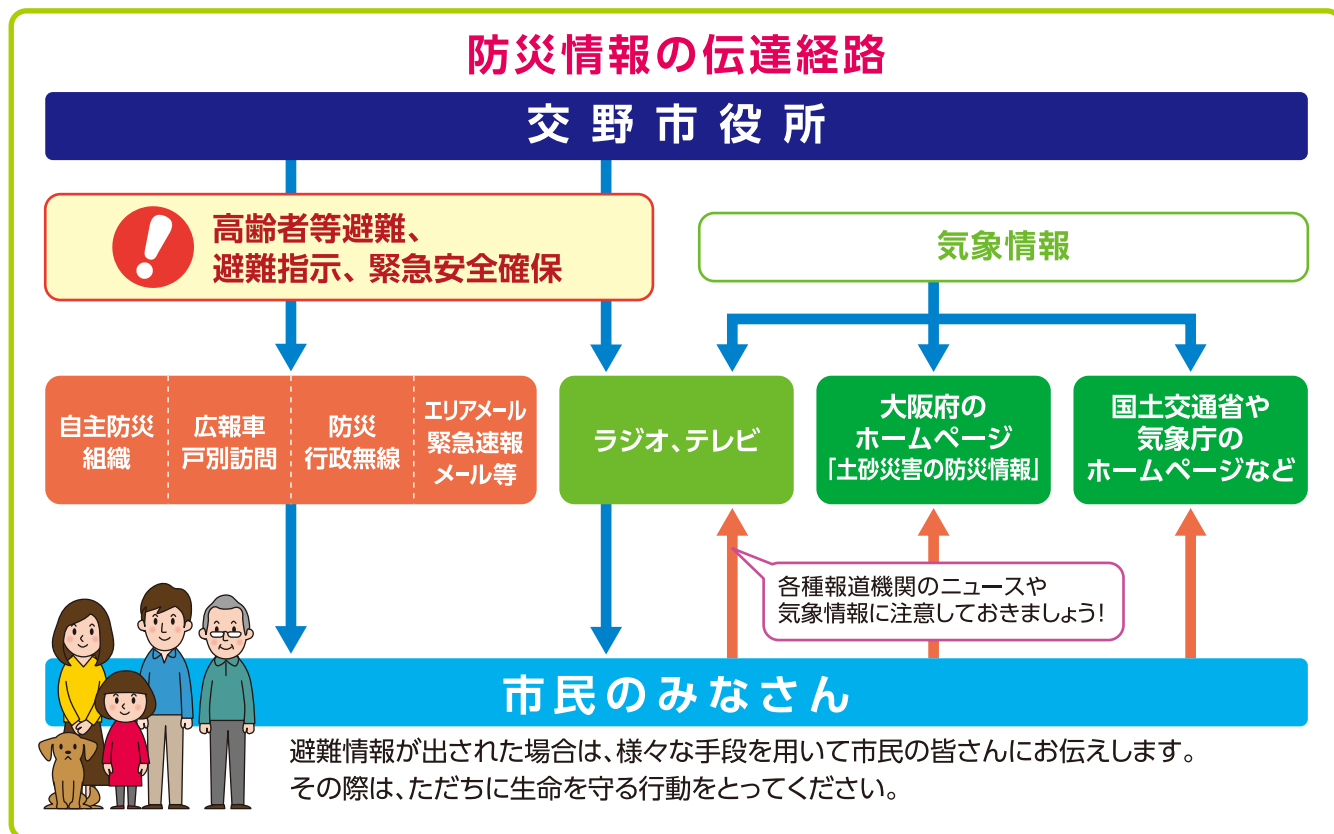 防災情報の伝達経路
交野市役所
高齢者等避難、
避難指示、緊急安全確保
気象情報
自主防災
組織
広報車
戸別訪問
防災
行政無線
エリアメール
緊急速報
メール等
ラジオ、テレビ
大阪府の
ホームページ
「土砂災害の防災情報」
国土交通省や
気象庁の
ホームページなど
各種報道機関のニュースや
気象情報に注意しておきましょう!
市民のみなさん
避難情報が出された場合は、様々な手段を用いて市民の皆さんにお伝えします。
その際は、ただちに生命を守る行動をとってください。